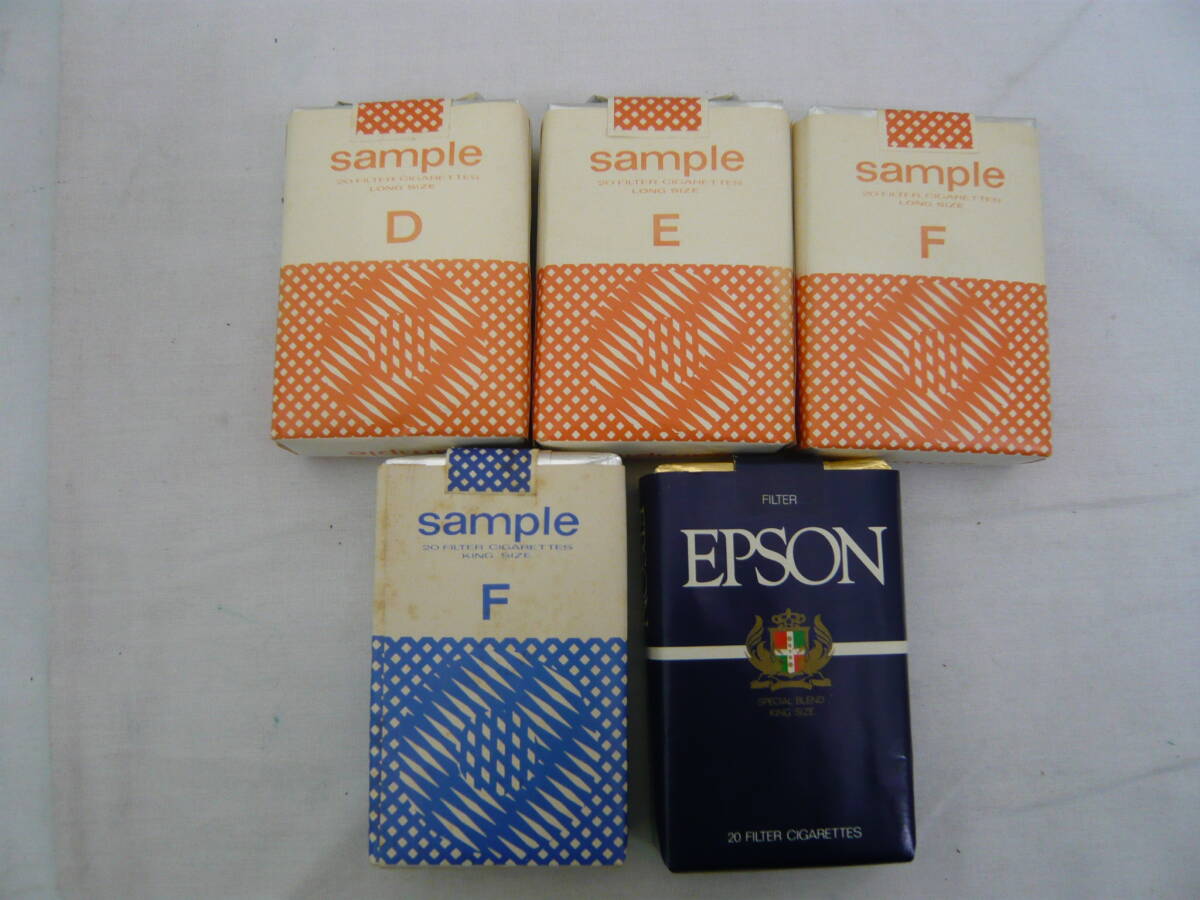 sample
20 FILTER CIGARETTES
LONG SIZE
D
sample
20 FILTER CIGARETTES
LONG SIZE
E
sample
20 FILTER CIGARETTES
LONG SIZE
F
sample
20 FILTER CIGARETTES
KING SIZE
F
FILTER
EPSON
SPECIAL BLEND
KING SIZE
20 FILTER CIGARETTES